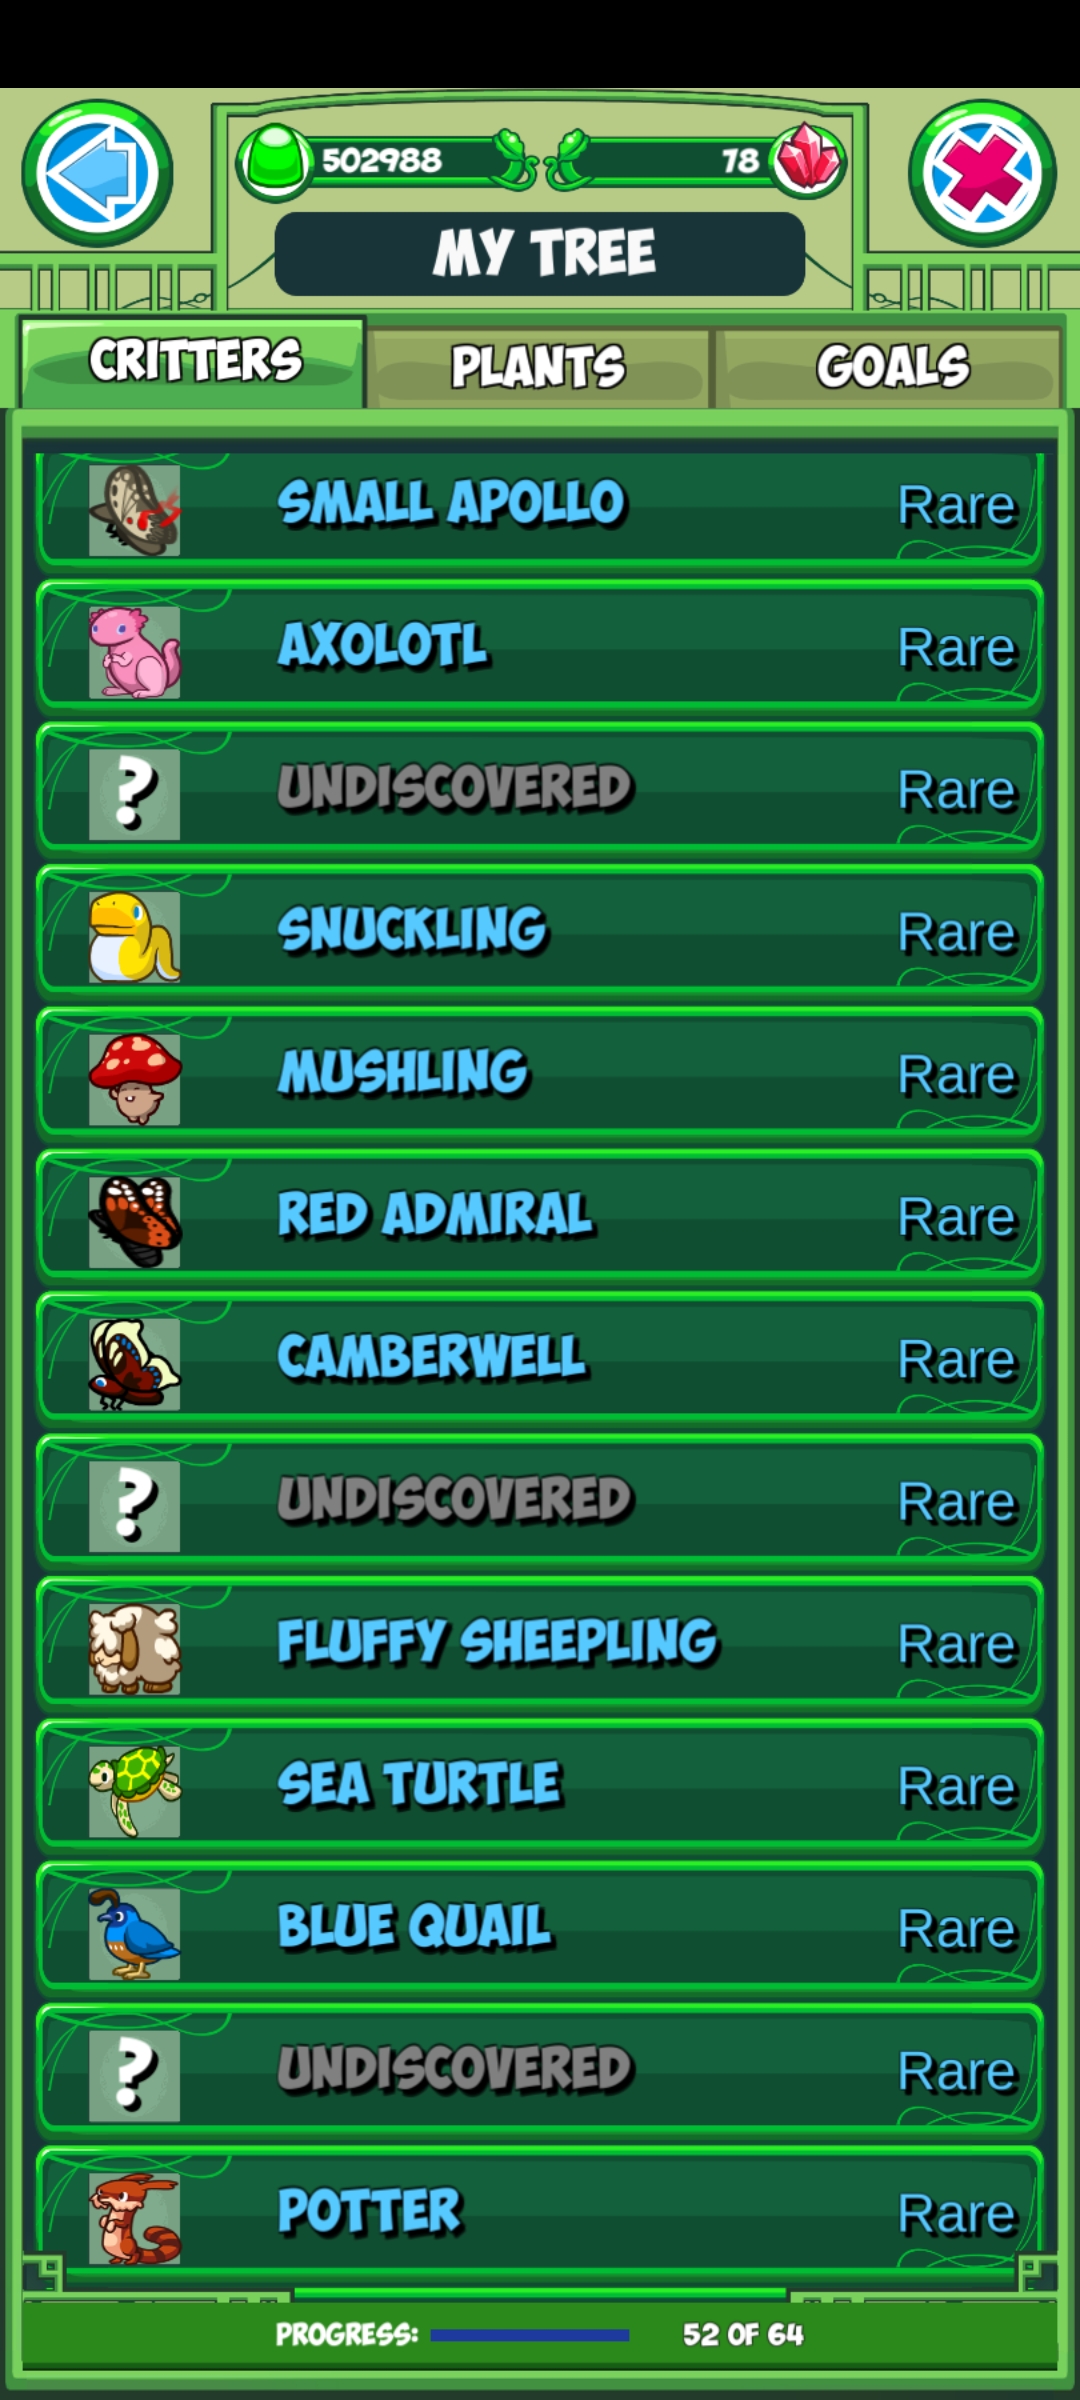 502988
78
MY TREE
CRITTERS
PLANTS
GOALS
SMALL APOLLO
Rare
AXOLOTL
Rare
?
UNDISCOVERED
Rare
SNUCKLING
Rare
MUSHLING
Rare
RED ADMIRAL
Rare
CAMBERWELL
Rare
?
UNDISCOVERED
Rare
FLUFFY SHEEPLING
Rare
SEA TURTLE
Rare
BLUE QUAIL
Rare
?
UNDISCOVERED
Rare
POTTER
Rare
PROGRESS:
52 OF 64